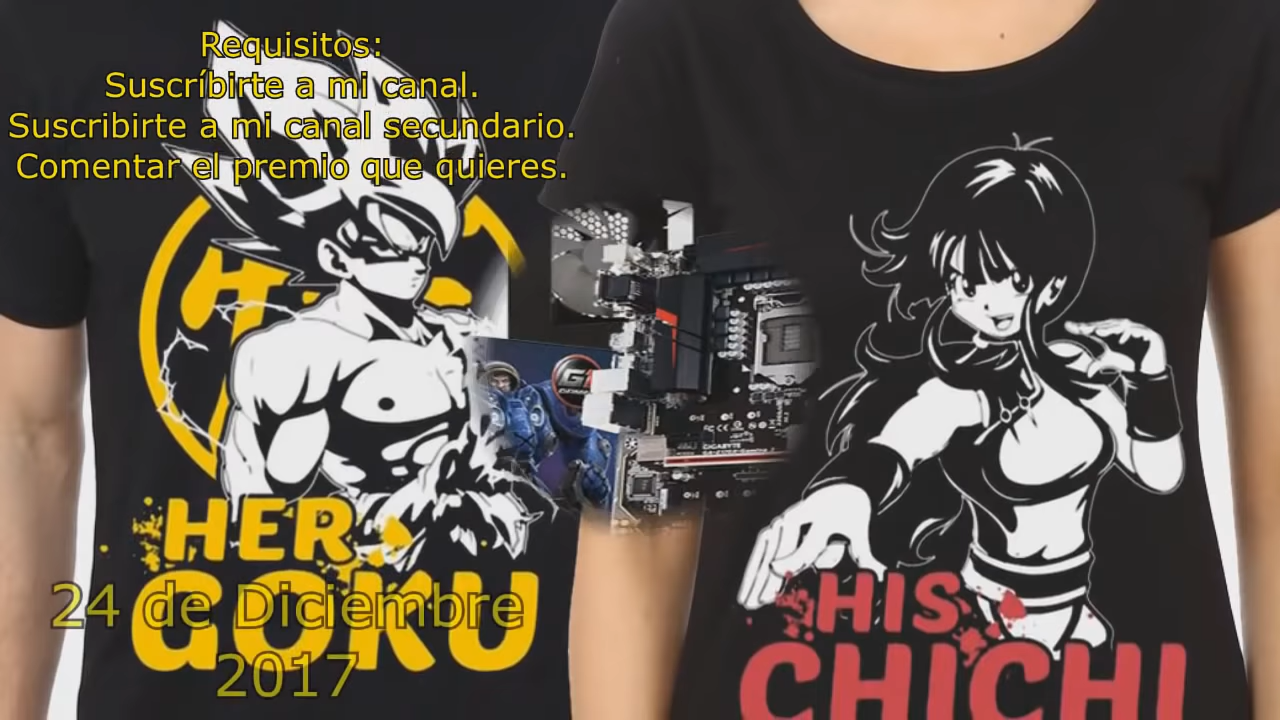 Requisitos:
Suscríbirte a mi canal.
Suscribirte a mi canal secundario.
Comentar el premio que quieres.
GIGABYTE
HER
GOKU
24 de Diciembre
2017
HIS
CHICHI